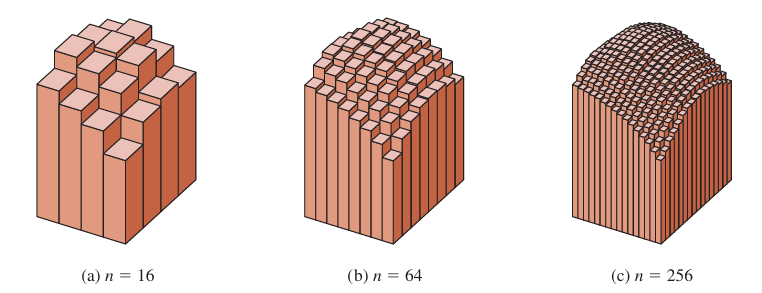 (a) n = 16
(b) n = 64
(c) n = 256